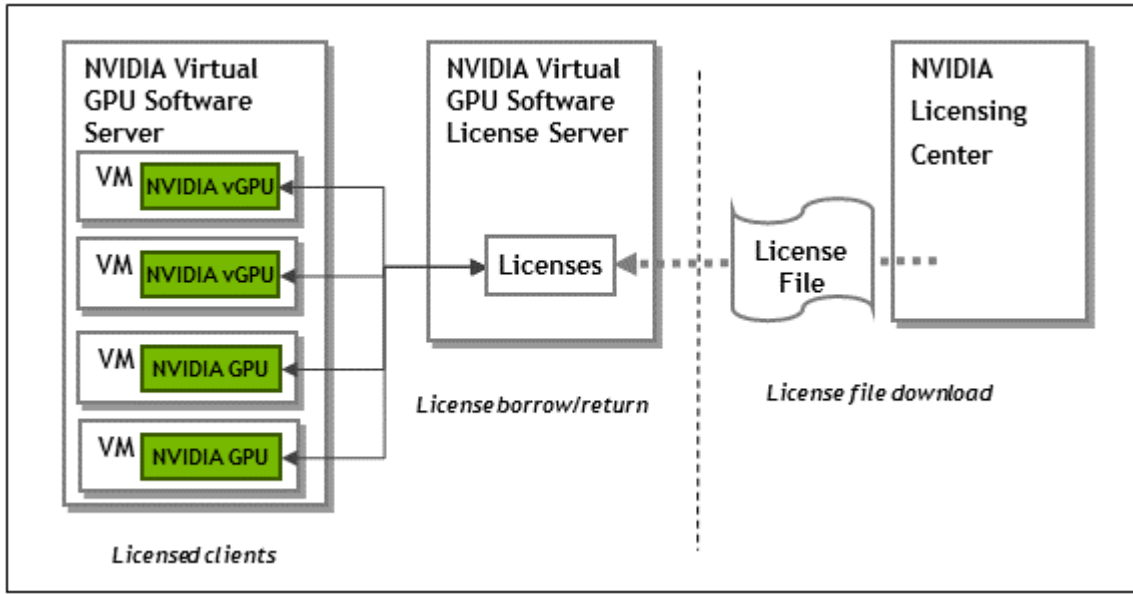 NVIDIA Virtual
GPU Software
Server
VM
NVIDIA vGPU
VM
NVIDIA vGPU
VM
NVIDIA GPU
VM
NVIDIA GPU
Licensed clients
NVIDIA Virtual
GPU Software
License Server
Licenses
License borrow/return
NVIDIA
Licensing
Center
License
File
License file download